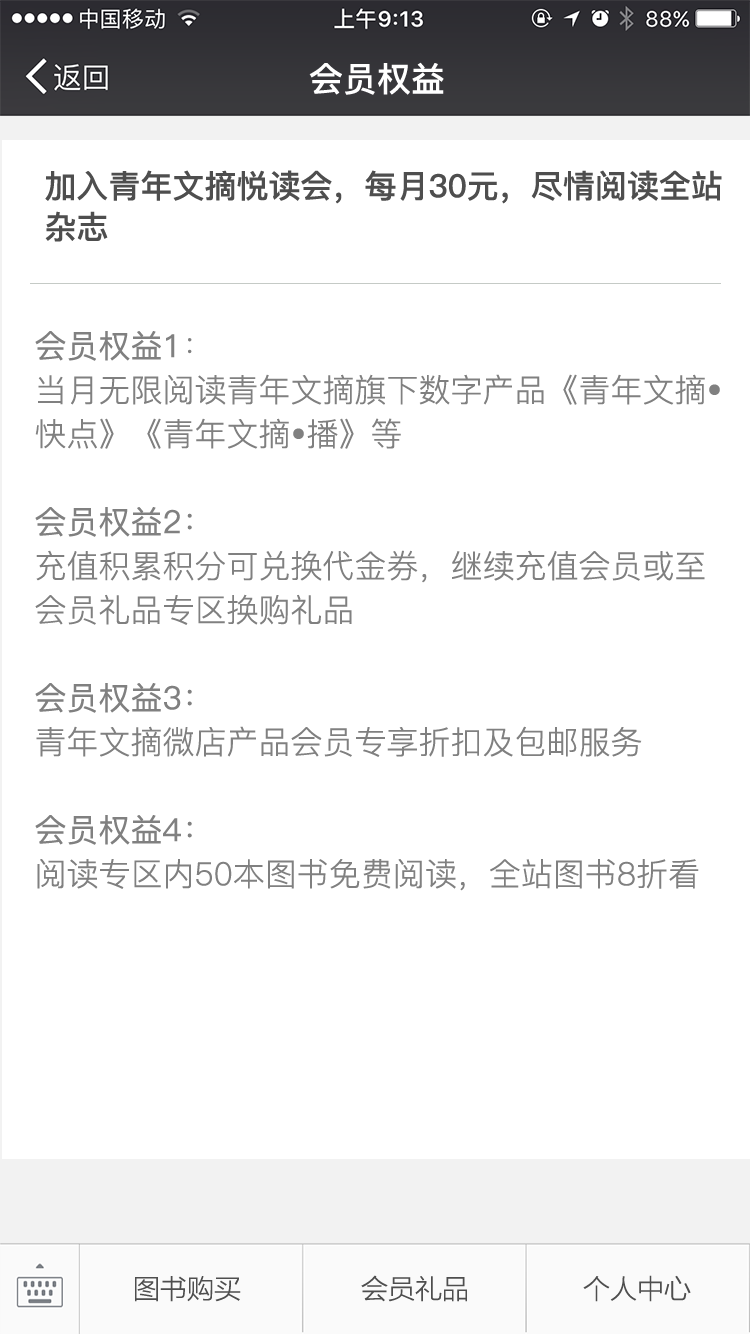 中国移动 上午9:13 88%
返回 会员权益
加入青年文摘悦读会，每月30元，尽情阅读全站
杂志
会员权益1：
当月无限阅读青年文摘旗下数字产品《青年文摘•
快点》《青年文摘•播》等
会员权益2：
充值积累积分可兑换代金券，继续充值会员或至
会员礼品专区换购礼品
会员权益3：
青年文摘微店产品会员专享折扣及包邮服务
会员权益4：
阅读专区内50本图书免费阅读，全站图书8折看
图书购买 会员礼品 个人中心